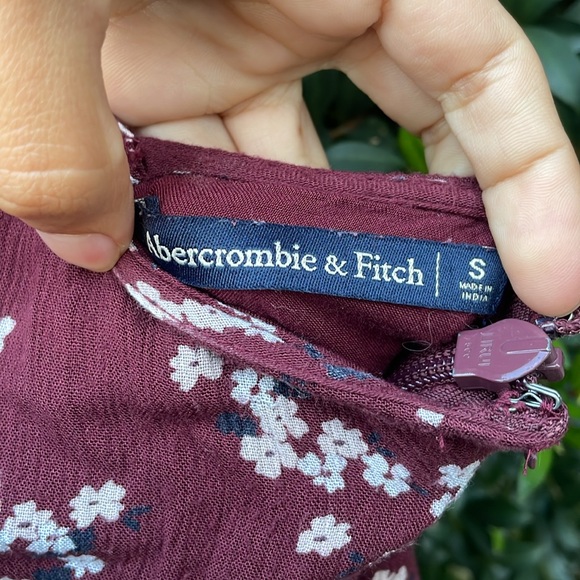 Abercrombie & Fitch
S
MADE IN
INDIA